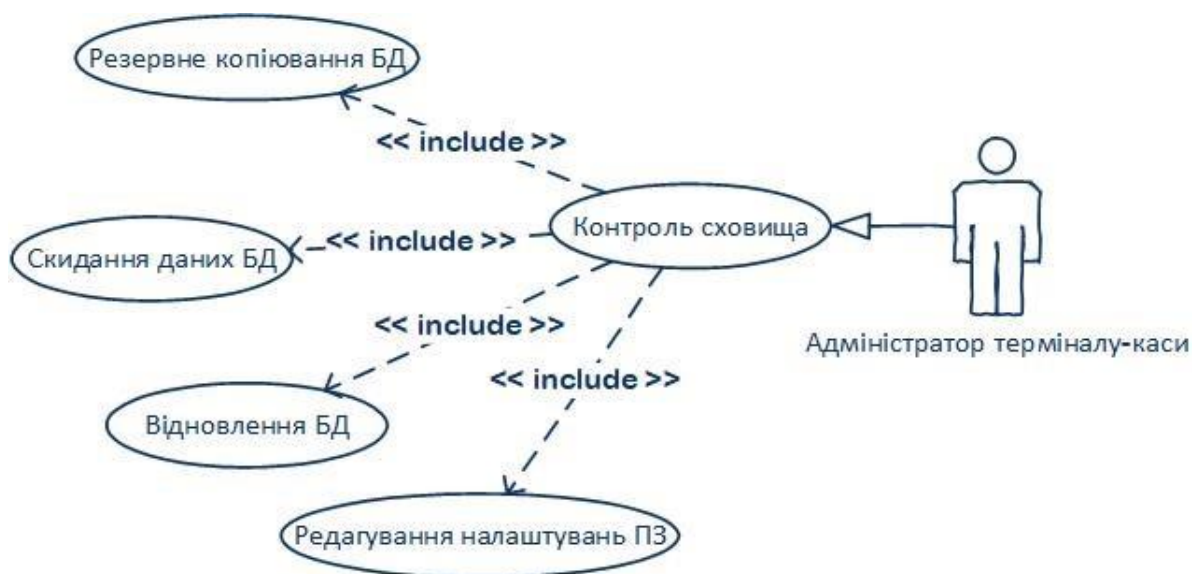 Резервне копіювання БД
<< include >>
Контроль сховища
<< include >>
Скидання даних БД
<< include >>
Адміністратор терміналу-каси
<< include >>
Відновлення БД
Редагування налаштувань ПЗ